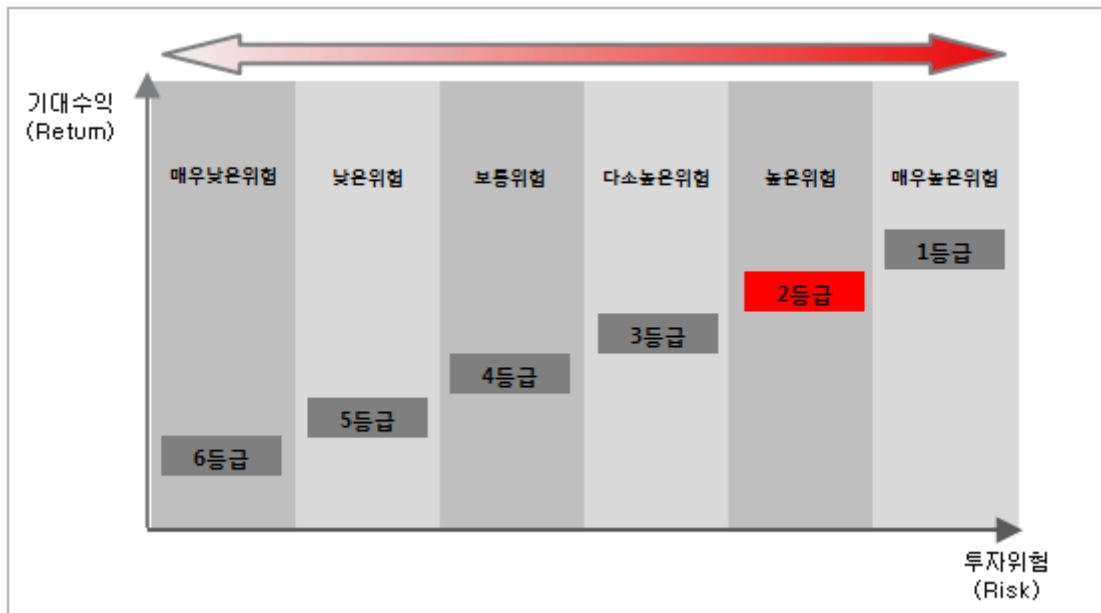 기대수익
(Retum)
매우낮은위험 낮은위험 보통위험 다소높은위험 높은위험 매우높은위험
1등급
2등급
3등급
4등급
5등급
6등급
투자위험
(Risk)